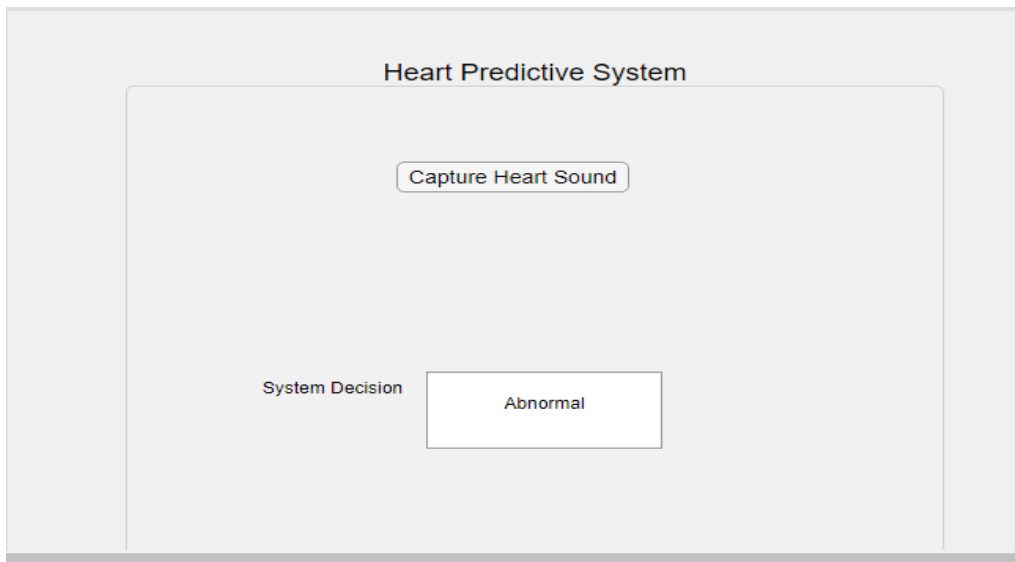 Heart Predictive System
Capture Heart Sound
System Decision
Abnormal